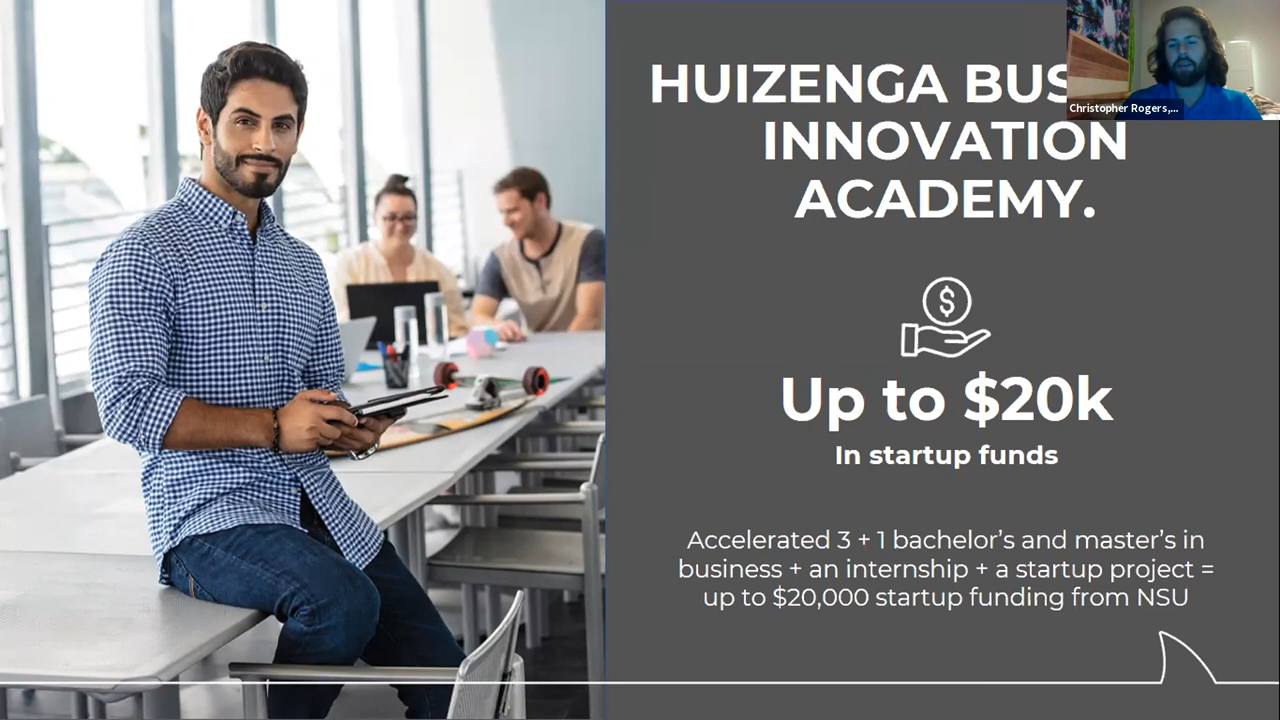 HUIZENGA BUS
INNOVATION
ACADEMY.
Christopher Rogers,...
$
Up to $20k
In startup funds
Accelerated 3 + 1 bachelor's and master's in
business + an internship + a startup project =
up to $20,000 startup funding from NSU